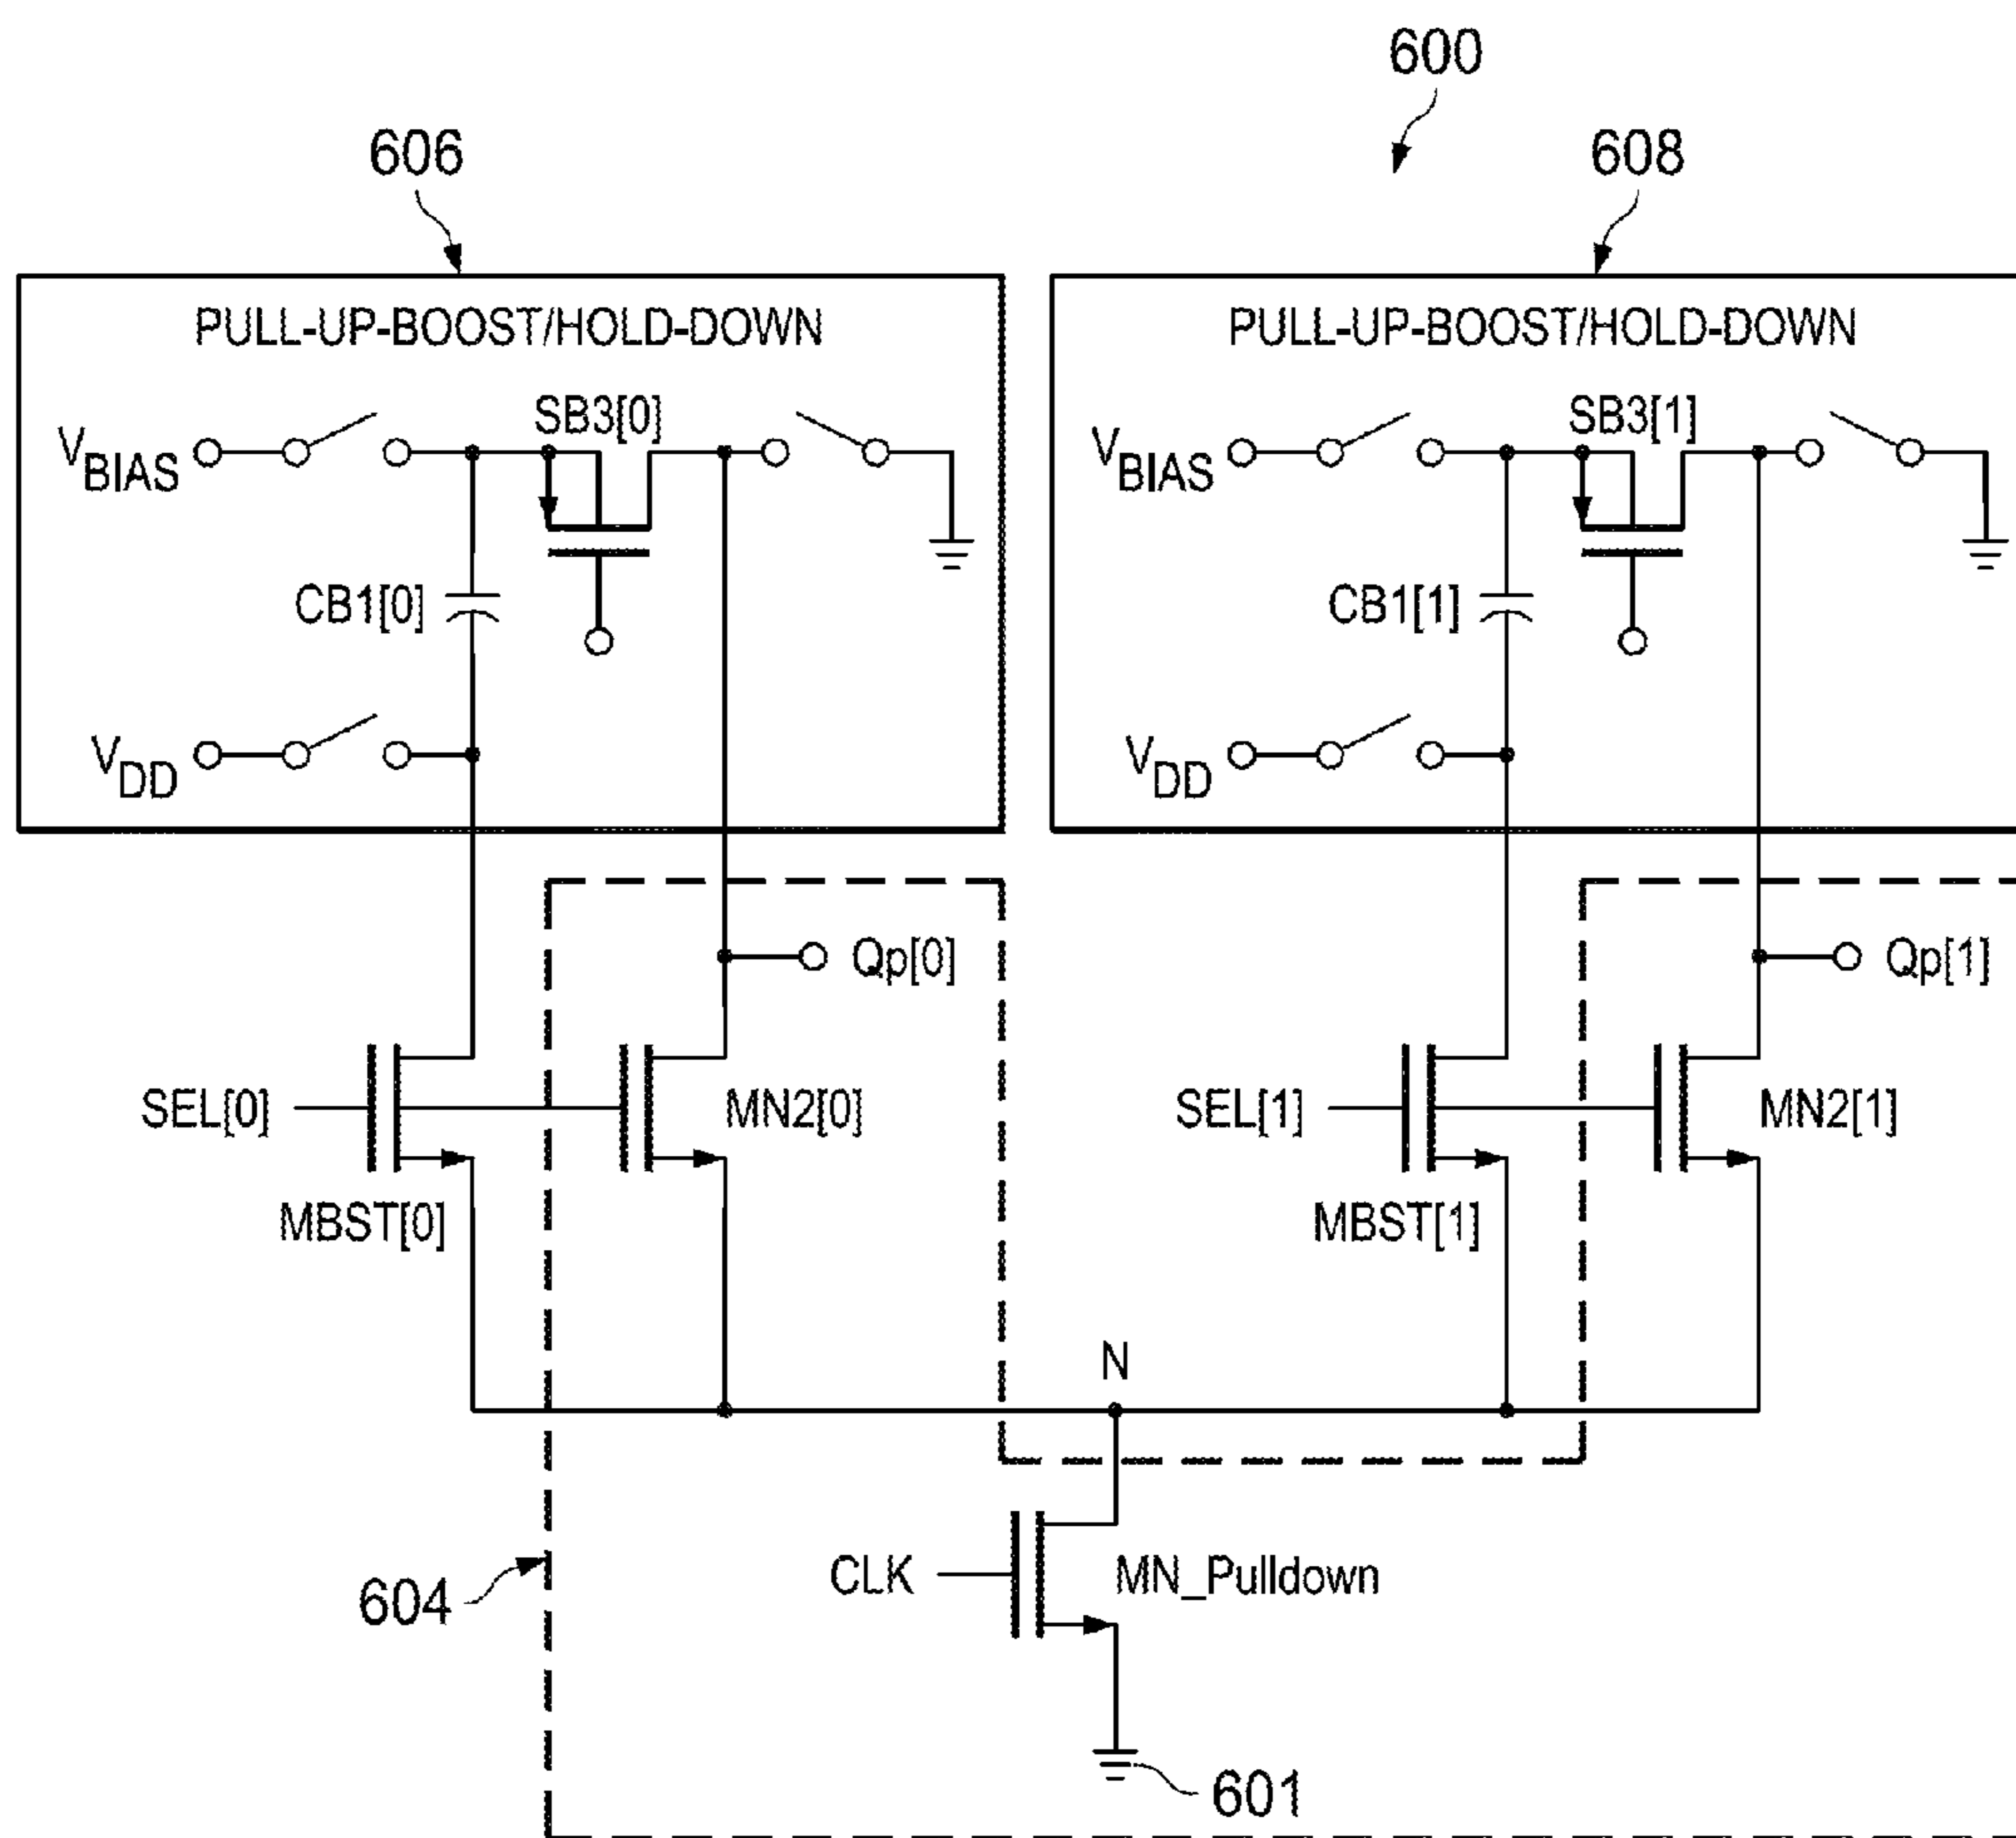 600
606
608
PULL-UP-BOOST/HOLD-DOWN
PULL-UP-BOOST/HOLD-DOWN
VBIAS
SB3[0]
VBIAS
SB3[1]
CB1[0]
CB1[1]
VDD
VDD
Qp[0]
Qp[1]
SEL[0]
MN2[0]
SEL[1]
MN2[1]
MBST[0]
MBST[1]
N
CLK
MN_Pulldown
604
601